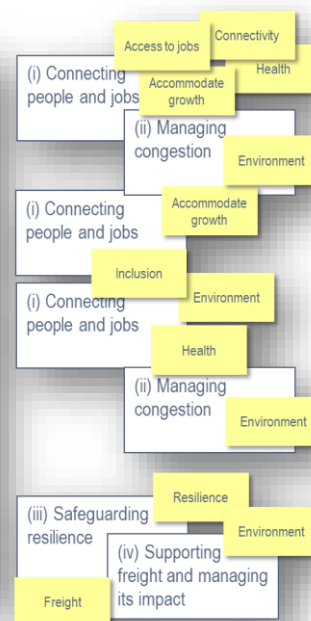 Connectivity
Access to jobs
Health
(i) Connecting
people and jobs
Accommodate
growth
(ii) Managing
congestion
Environment
(i) Connecting
people and jobs
Accommodate
growth
Inclusion
(i) Connecting
people and jobs
Environment
Health
(ii) Managing
congestion
Environment
Resilience
(iii) Safeguarding
resilience
Environment
(iv) Supporting
freight and managing
its impact
Freight